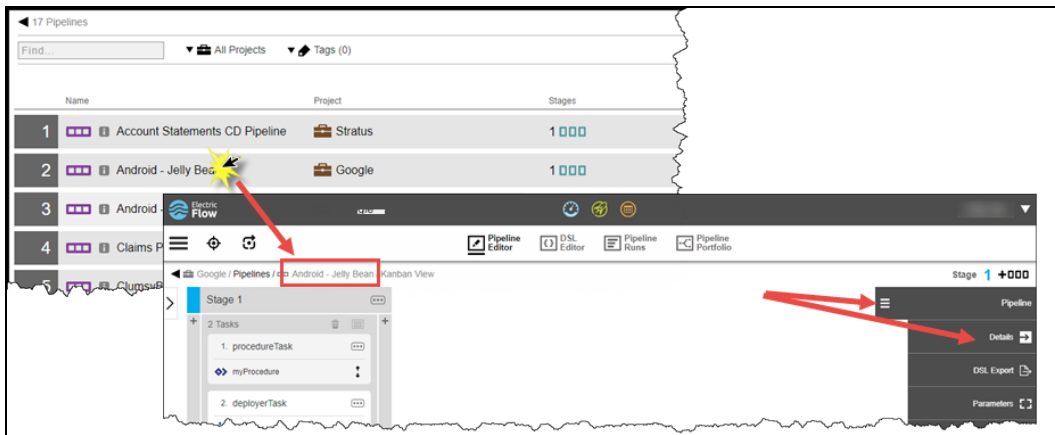 17 Pipelines
Find...
All Projects
Tags (0)
Name Project Stages
1 Account Statements CD Pipeline Stratus 1
2 Android - Jelly Bea Google 1
3 Android -
4 Claims P
5 ClumsyB
Electric
Flow
Pipeline
Editor
DSL
Editor
Pipeline
Runs
Pipeline
Portfolio
Google / Pipelines / Android - Jelly Bean / Kanban View
Stage 1 +
Stage 1
Pipeline
2 Tasks
Details
1. procedureTask
myProcedure
DSL Export
2. deployerTask
Parameters